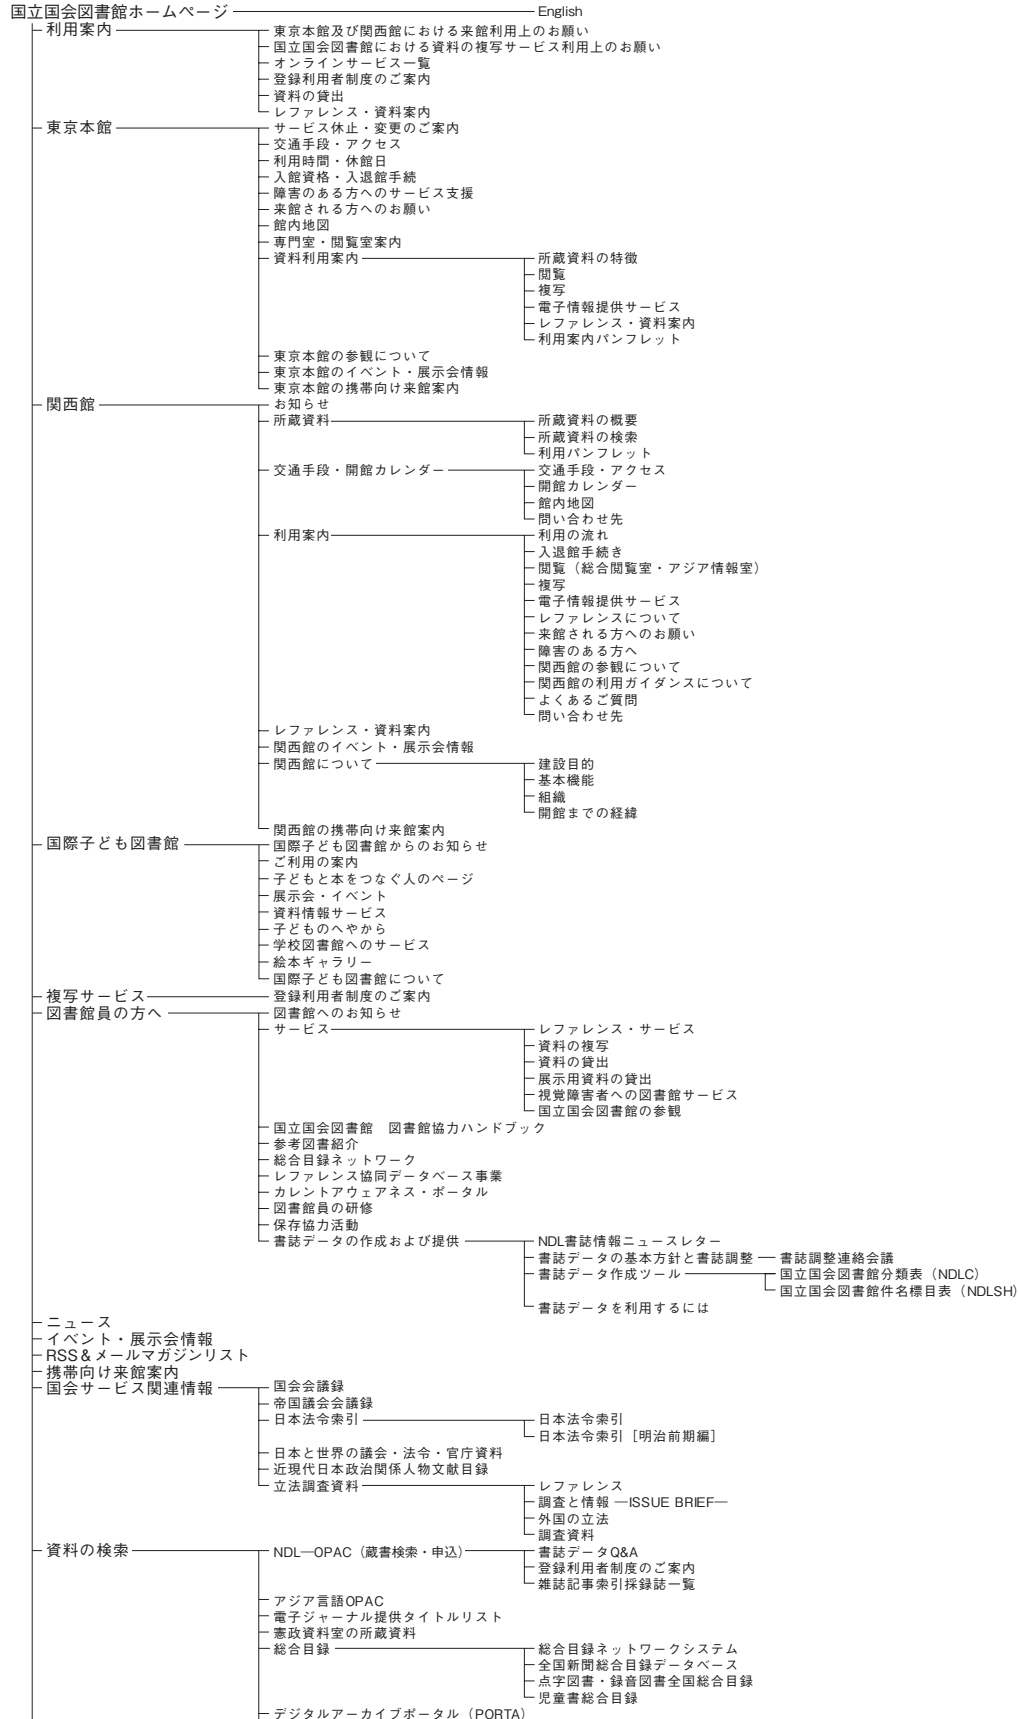 国立国会図書館ホームページ English
利用案内 東京本館及び関西館における来館利用上のお願い
国立国会図書館における資料の複写サービス利用上のお願い
オンラインサービス一覧
登録利用者制度のご案内
資料の貸出
レファレンス・資料案内
東京本館 サービス休止・変更のご案内
交通手段・アクセス
利用時間・休館日
入館資格・入退館手続
障害のある方へのサービス支援
来館される方へのお願い
館内地図
専門室・閲覧室案内
資料利用案内 所蔵資料の特徴
閲覧
複写
電子情報提供サービス
レファレンス・資料案内
利用案内パンフレット
東京本館の参観について
東京本館のイベント・展示会情報
東京本館の携帯向け来館案内
関西館 お知らせ
所蔵資料 所蔵資料の概要
所蔵資料の検索
利用パンフレット
交通手段・開館カレンダー 交通手段・アクセス
開館カレンダー
館内地図
問い合わせ先
利用案内 利用の流れ
入退館手続き
閲覧（総合閲覧室・アジア情報室）
複写
電子情報提供サービス
レファレンスについて
来館される方へのお願い
障害のある方へ
関西館の参観について
関西館の利用ガイダンスについて
よくあるご質問
問い合わせ先
レファレンス・資料案内
関西館のイベント・展示会情報
関西館について 建設目的
基本機能
組織
開館までの経緯
関西館の携帯向け来館案内
国際子ども図書館 国際子ども図書館からのお知らせ
ご利用の案内
子どもと本をつなぐ人のページ
展示会・イベント
資料情報サービス
子どものへやから
学校図書館へのサービス
絵本ギャラリー
国際子ども図書館について
複写サービス 登録利用者制度のご案内
図書館員の方へ 図書館へのお知らせ
サービス レファレンス・サービス
資料の複写
資料の貸出
展示用資料の貸出
視覚障害者への図書館サービス
国立国会図書館の参観
国立国会図書館　図書館協力ハンドブック
参考図書紹介
総合目録ネットワーク
レファレンス協同データベース事業
カレントアウェアネス・ポータル
図書館員の研修
保存協力活動
書誌データの作成および提供 NDL書誌情報ニュースレター
書誌データの基本方針と書誌調整 書誌調整連絡会議
書誌データ作成ツール 国立国会図書館分類表（NDLC）
国立国会図書館件名標目表（NDLSH）
書誌データを利用するには
ニュース
イベント・展示会情報
RSS＆メールマガジンリスト
携帯向け来館案内
国会サービス関連情報 国会会議録
帝国議会会議録
日本法令索引 日本法令索引
日本法令索引［明治前期編］
日本と世界の議会・法令・官庁資料
近現代日本政治関係人物文献目録
立法調査資料 レファレンス
調査と情報 ―ISSUE BRIEF―
外国の立法
調査資料
資料の検索 NDL―OPAC（蔵書検索・申込） 書誌データQ&A
登録利用者制度のご案内
雑誌記事索引採録誌一覧
アジア言語OPAC
電子ジャーナル提供タイトルリスト
憲政資料室の所蔵資料
総合目録 総合目録ネットワークシステム
全国新聞総合目録データベース
点字図書・録音図書全国総合目録
児童書総合目録
デジタルアーカイブポータル（PORTA）